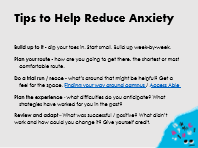 Tips to Help Reduce Anxiety
Build up to it - dip your toes in. Start small. Build up week-by-week.
Plan your route - how are you going to get there, the shortest or most
comfortable route.
Do a trial run / recce - what's around that might be helpful? Get a
feel for the space. Finding your way around campus / Access Able
Plan the experience - what difficulties do you anticipate? What
strategies have worked for you in the past?
Review and adapt - What was successful / positive? What didn't
work and how could you change it? Give yourself credit.